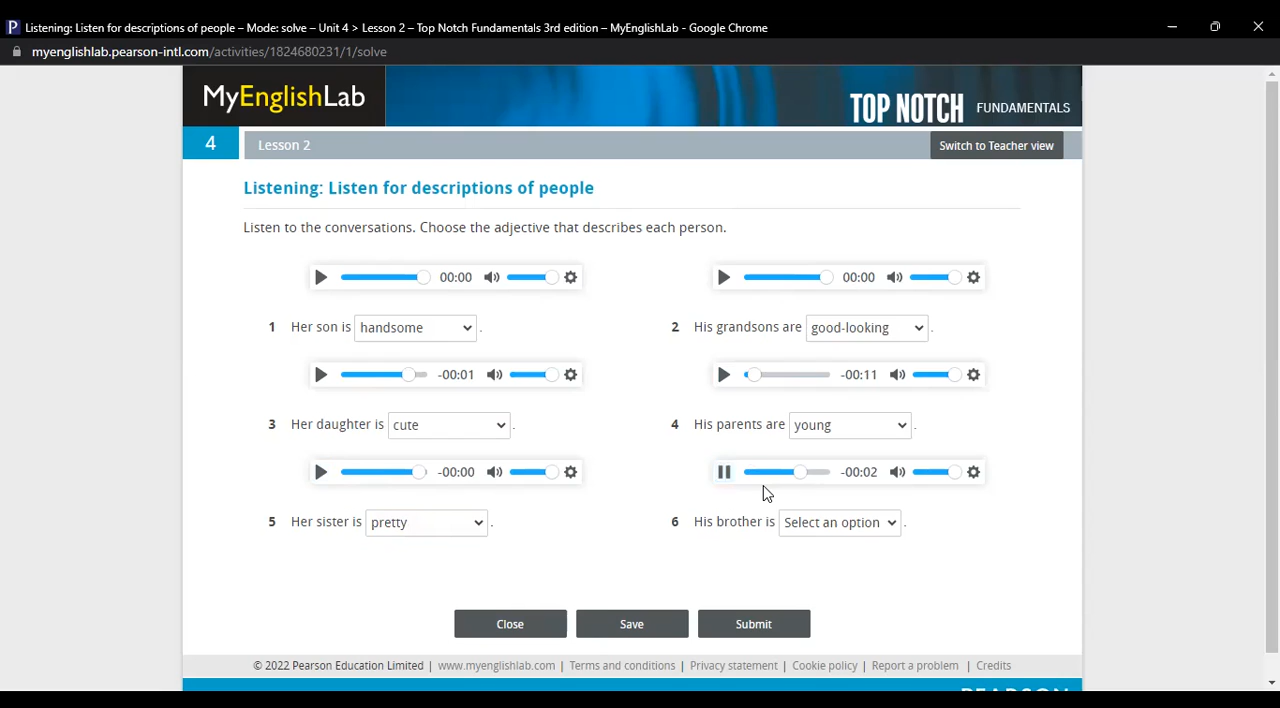 Listening: Listen for descriptions of people – Mode: solve – Unit 4 > Lesson 2 – Top Notch Fundamentals 3rd edition – MyEnglishLab - Google Chrome
myenglishlab.pearson-intl.com/activities/1824680231/1/solve
MyEnglishLab
TOP NOTCH FUNDAMENTALS
4 Lesson 2 Switch to Teacher view
Listening: Listen for descriptions of people
Listen to the conversations. Choose the adjective that describes each person.
00:00 00:00
1 Her son is handsome . 2 His grandsons are good-looking .
-00:01 -00:11
3 Her daughter is cute . 4 His parents are young .
-00:00 -00:02
5 Her sister is pretty . 6 His brother is Select an option .
Close Save Submit
© 2022 Pearson Education Limited | www.myenglishlab.com | Terms and conditions | Privacy statement | Cookie policy | Report a problem | Credits
PEARSON